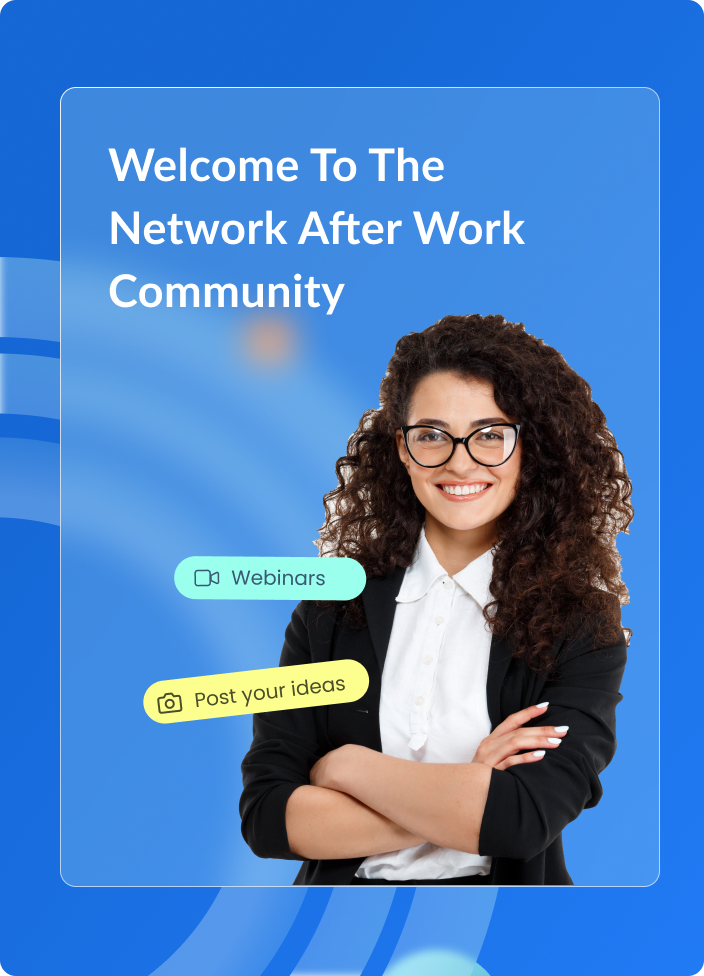 Welcome To The
Network After Work
Community
Webinars
Post your ideas